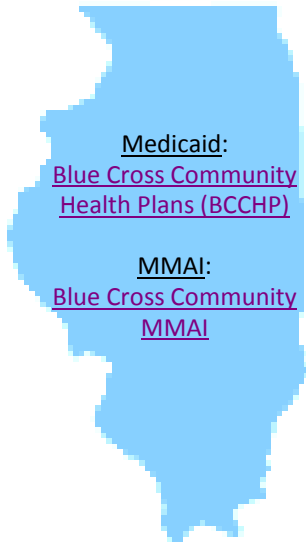 Medicaid:
Blue Cross Community
Health Plans (BCCHP)
MMAI:
Blue Cross Community
MMAI